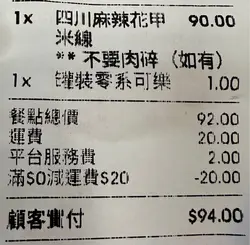 1x 四川麻辣花甲 90.00
米線
** 不要肉碎 (如有)
1x 罐裝零系可樂 1.00
餐點總價 92.00
運費 20.00
平台服務費 2.00
滿$0減運費$20 -20.00
顧客實付 $94.00